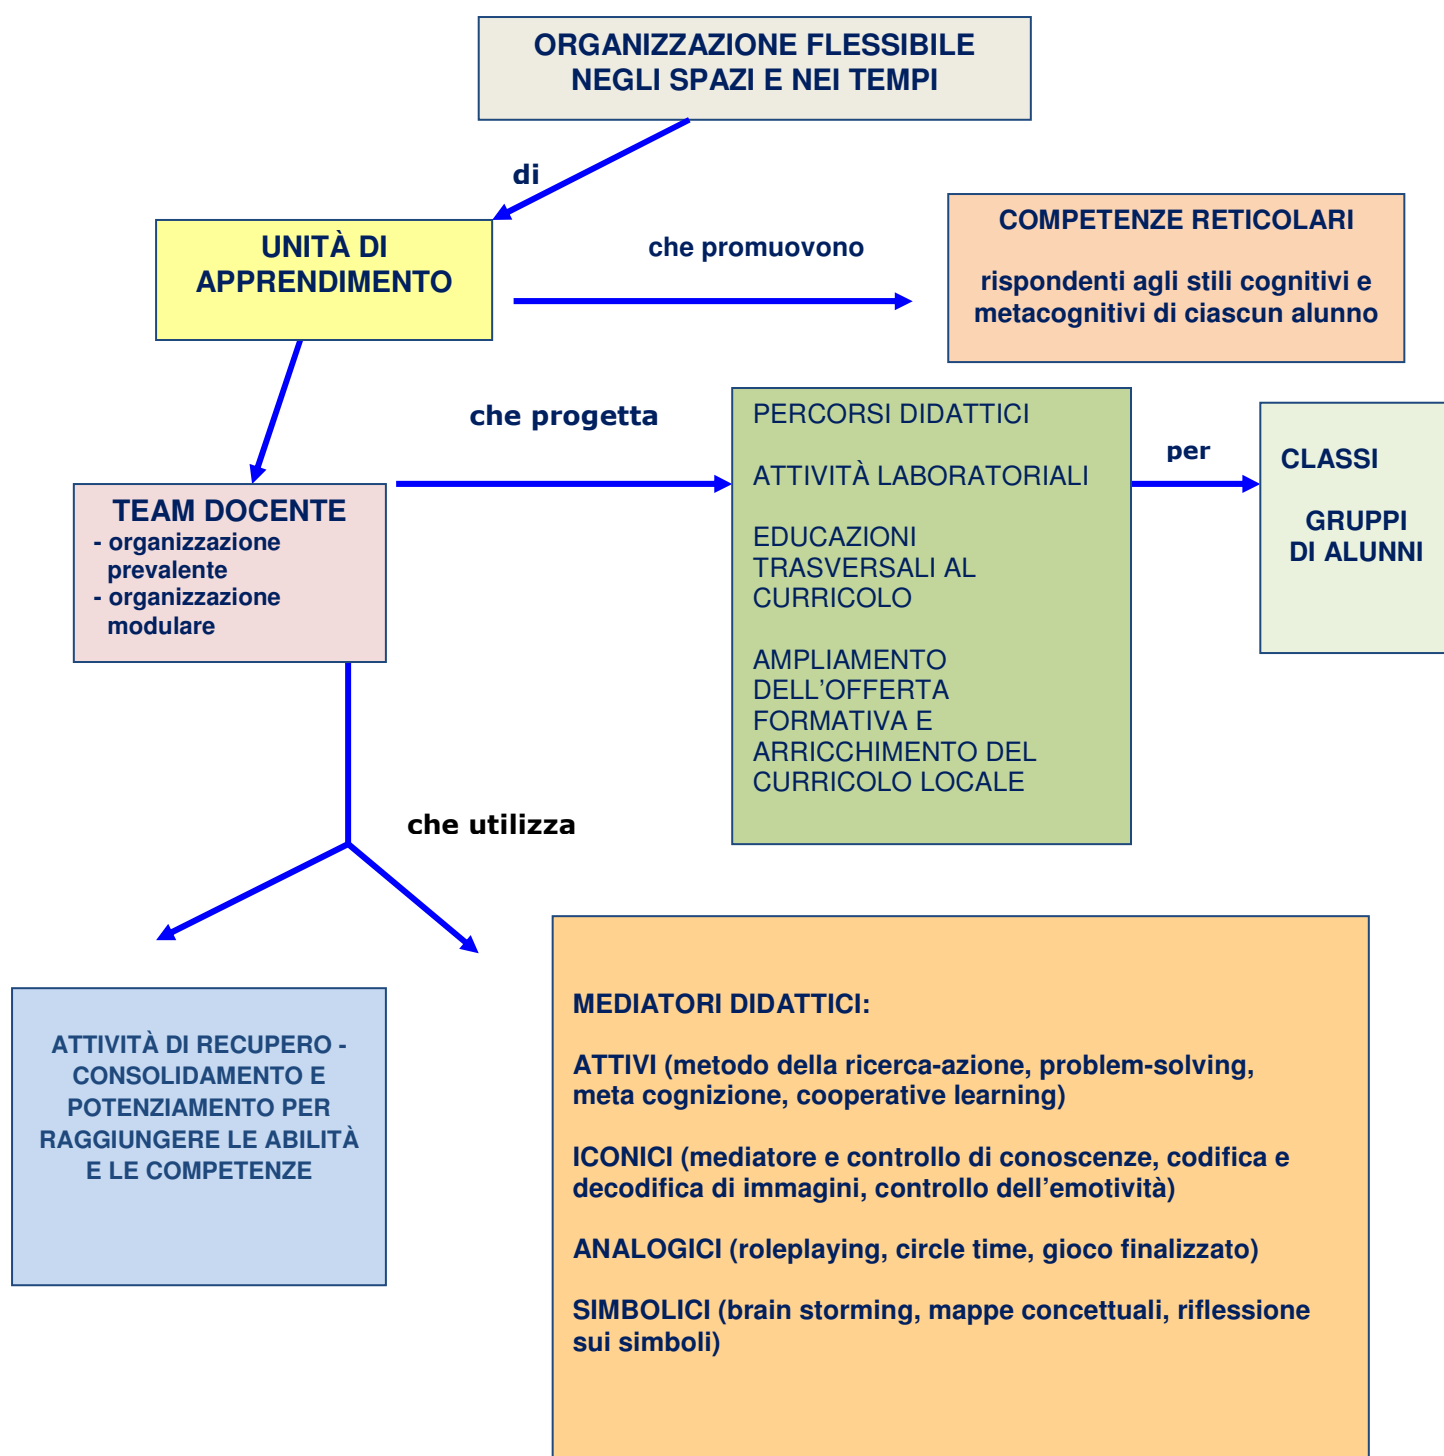 ORGANIZZAZIONE FLESSIBILE
NEGLI SPAZI E NEI TEMPI
di
UNITÀ DI
APPRENDIMENTO
che promuovono
COMPETENZE RETICOLARI
rispondenti agli stili cognitivi e
metacognitivi di ciascun alunno
TEAM DOCENTE
- organizzazione
prevalente
- organizzazione
modulare
che progetta
PERCORSI DIDATTICI
ATTIVITÀ LABORATORIALI
EDUCAZIONI
TRASVERSALI AL
CURRICOLO
AMPLIAMENTO
DELL’OFFERTA
FORMATIVA E
ARRICCHIMENTO DEL
CURRICOLO LOCALE
per
CLASSI
GRUPPI
DI ALUNNI
che utilizza
ATTIVITÀ DI RECUPERO -
CONSOLIDAMENTO E
POTENZIAMENTO PER
RAGGIUNGERE LE ABILITÀ
E LE COMPETENZE
MEDIATORI DIDATTICI:
ATTIVI (metodo della ricerca-azione, problem-solving,
meta cognizione, cooperative learning)
ICONICI (mediatore e controllo di conoscenze, codifica e
decodifica di immagini, controllo dell’emotività)
ANALOGICI (roleplaying, circle time, gioco finalizzato)
SIMBOLICI (brain storming, mappe concettuali, riflessione
sui simboli)